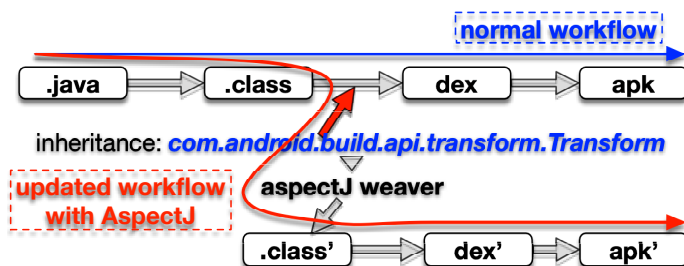 normal workflow
.java .class dex apk
inheritance: com.android.build.api.transform.Transform
updated workflow
with AspectJ
aspectJ weaver
.class’ dex’ apk’